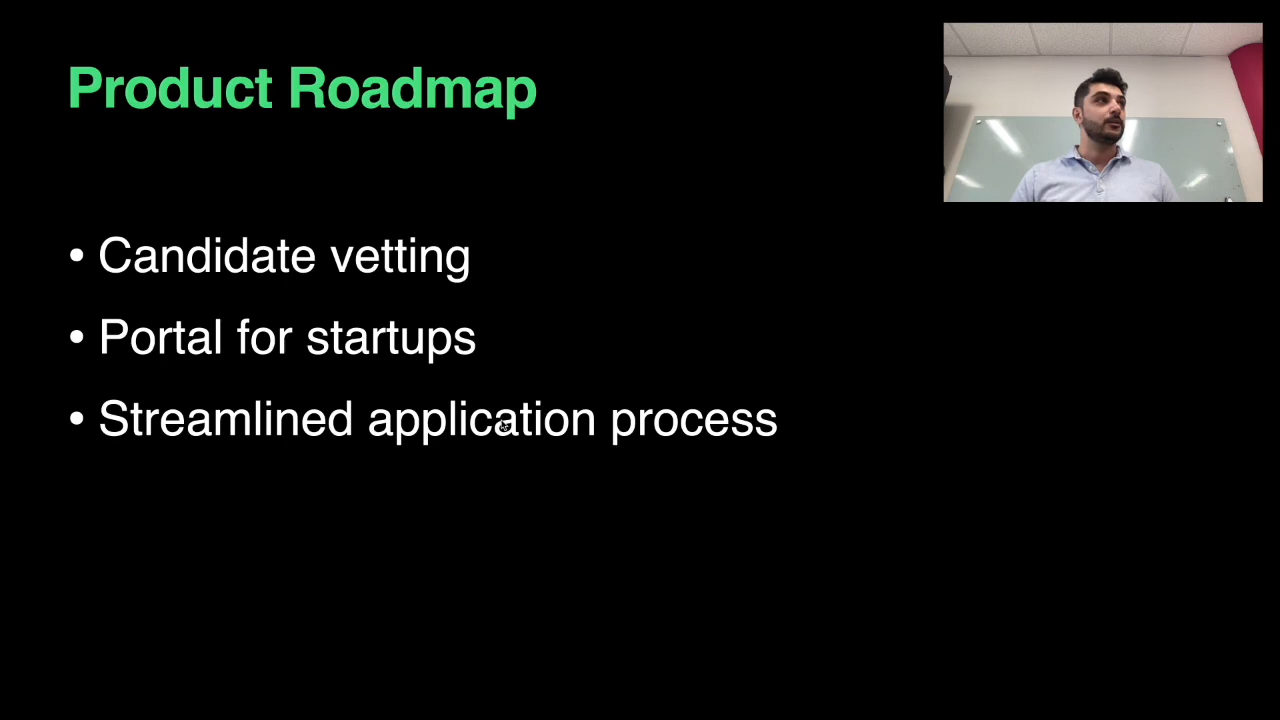 Product Roadmap
• Candidate vetting
• Portal for startups
• Streamlined application process